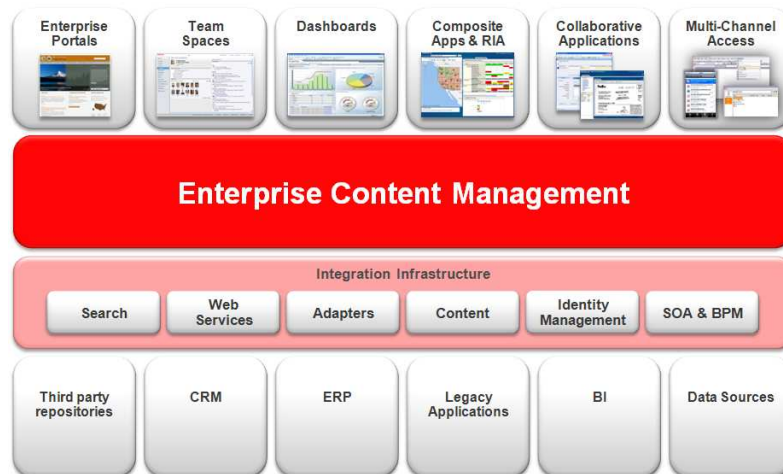 Enterprise
Portals
Team
Spaces
Dashboards
Composite
Apps & RIA
Collaborative
Applications
Multi-Channel
Access
Enterprise Content Management
Integration Infrastructure
Search
Web
Services
Adapters
Content
Identity
Management
SOA & BPM
Third party
repositories
CRM
ERP
Legacy
Applications
BI
Data Sources